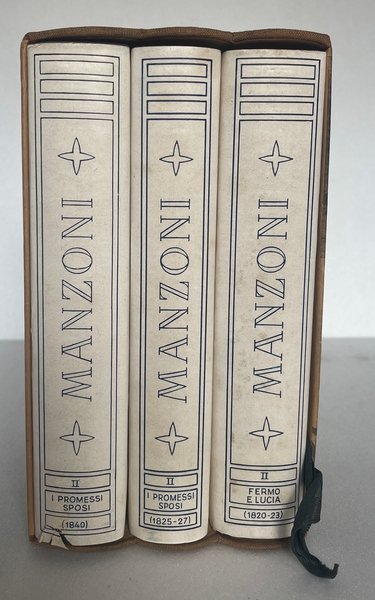 MANZONI
II
I PROMESSI
SPOSI
(1840)
MANZONI
II
I PROMESSI
SPOSI
(1825-27)
MANZONI
II
FERMO
E LUCIA
(1820-23)